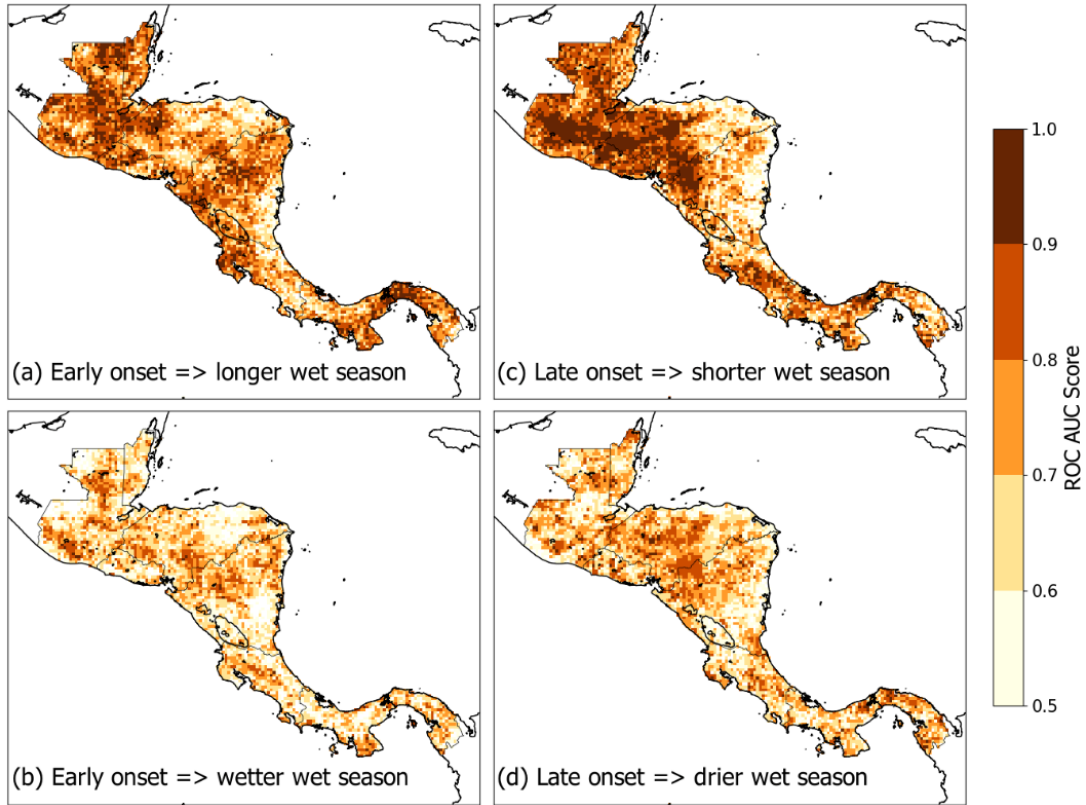 (a) Early onset => longer wet season
(c) Late onset => shorter wet season
(b) Early onset => wetter wet season
(d) Late onset => drier wet season
1.0
0.9
0.8
0.7
0.6
0.5
ROC AUC Score